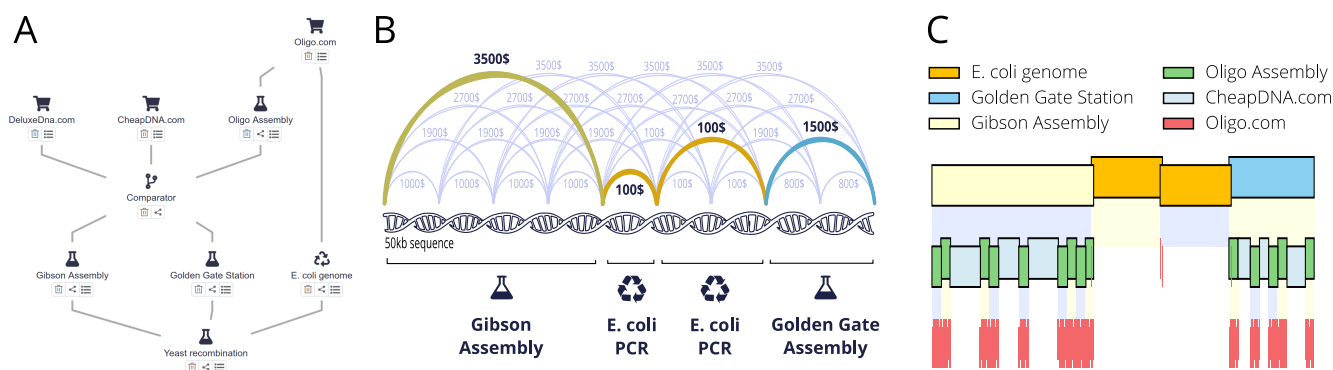 A
Oligo.com
DeluxeDna.com
CheapDNA.com
Oligo Assembly
Comparator
Gibson Assembly
Golden Gate Station
E. coli genome
Yeast recombination
B
3500$
3500$ 3500$ 3500$ 3500$ 3500$
2700$ 2700$ 2700$ 2700$ 2700$ 2700$
1900$ 1900$ 1900$ 1900$ 100$ 100$ 1900$ 1500$
1000$ 1000$ 1000$ 1000$ 100$ 100$ 100$ 800$ 800$
50kb sequence
Gibson
Assembly
E. coli
PCR
E. coli
PCR
Golden Gate
Assembly
C
E. coli genome
Golden Gate Station
Gibson Assembly
Oligo Assembly
CheapDNA.com
Oligo.com